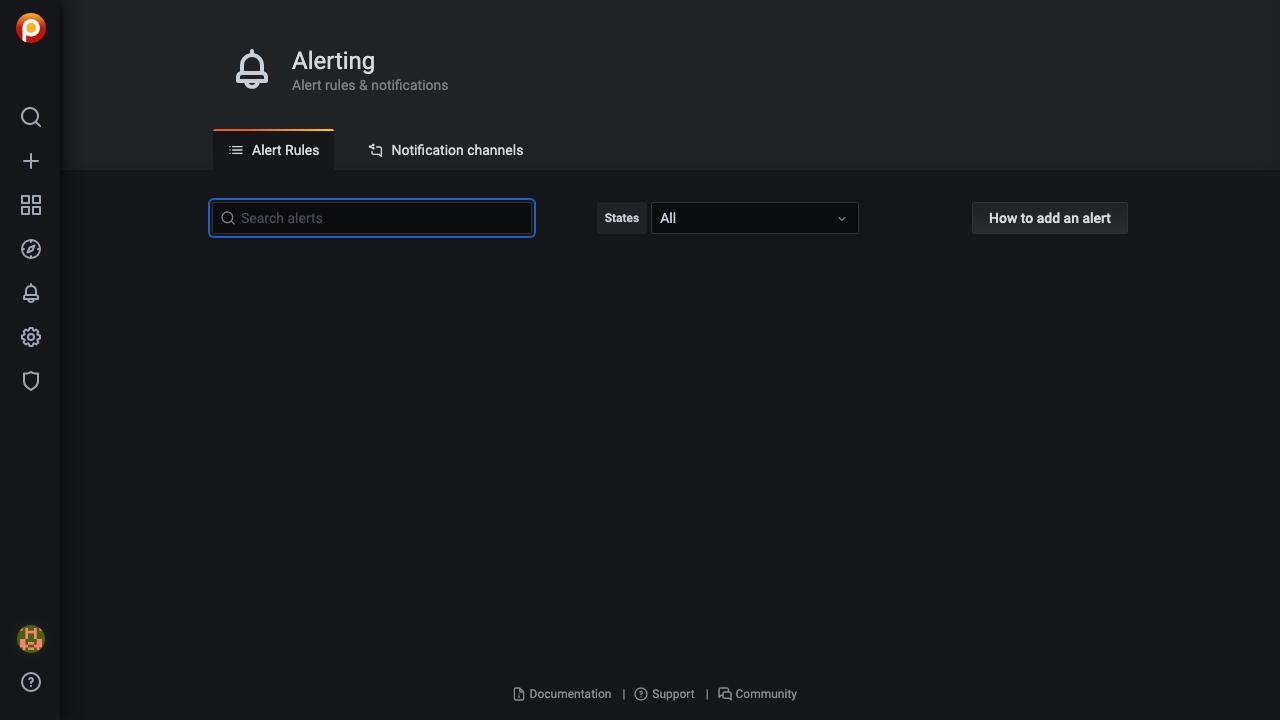 Alerting
Alert rules & notifications
Alert Rules
Notification channels
Search alerts
States
All
How to add an alert
Documentation | Support | Community